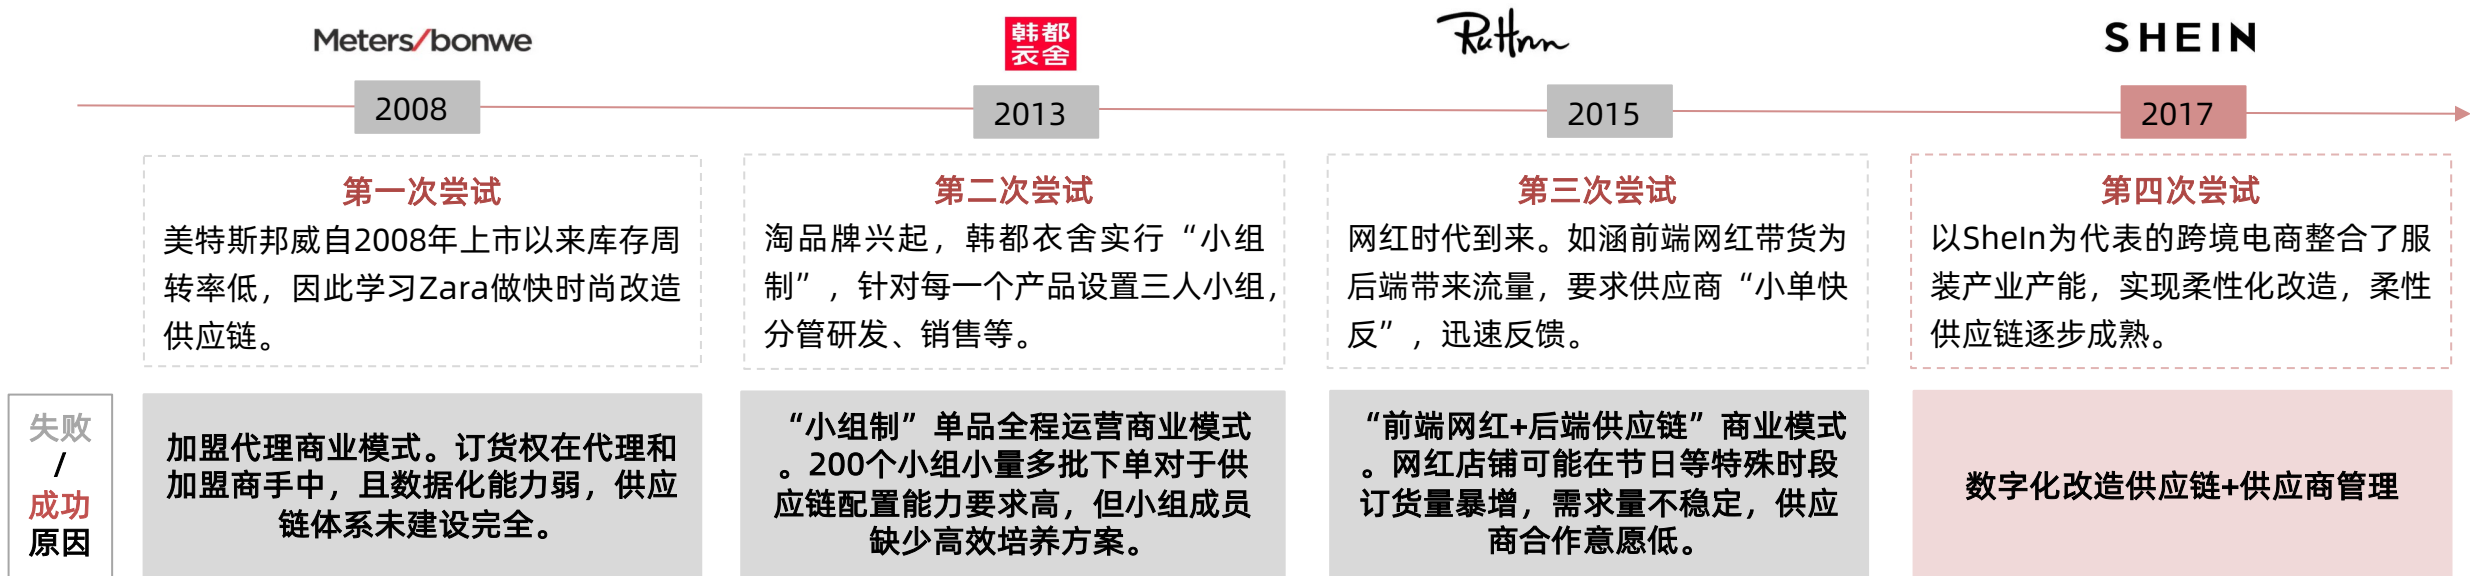 Meters/bonwe
韩都
衣舍
RuHnn
SHEIN
2008
2013
2015
2017
第一次尝试
美特斯邦威自2008年上市以来库存周
转率低，因此学习Zara做快时尚改造
供应链。
第二次尝试
淘品牌兴起，韩都衣舍实行“小组
制”，针对每一个产品设置三人小组，
分管研发、销售等。
第三次尝试
网红时代到来。如涵前端网红带货为
后端带来流量，要求供应商“小单快
反”，迅速反馈。
第四次尝试
以SheIn为代表的跨境电商整合了服
装产业产能，实现柔性化改造，柔性
供应链逐步成熟。
失败
/
成功
原因
加盟代理商业模式。订货权在代理和
加盟商手中，且数据化能力弱，供应
链体系未建设完全。
“小组制”单品全程运营商业模式
。200个小组小量多批下单对于供
应链配置能力要求高，但小组成员
缺少高效培养方案。
“前端网红+后端供应链”商业模式
。网红店铺可能在节日等特殊时段
订货量暴增，需求量不稳定，供应
商合作意愿低。
数字化改造供应链+供应商管理